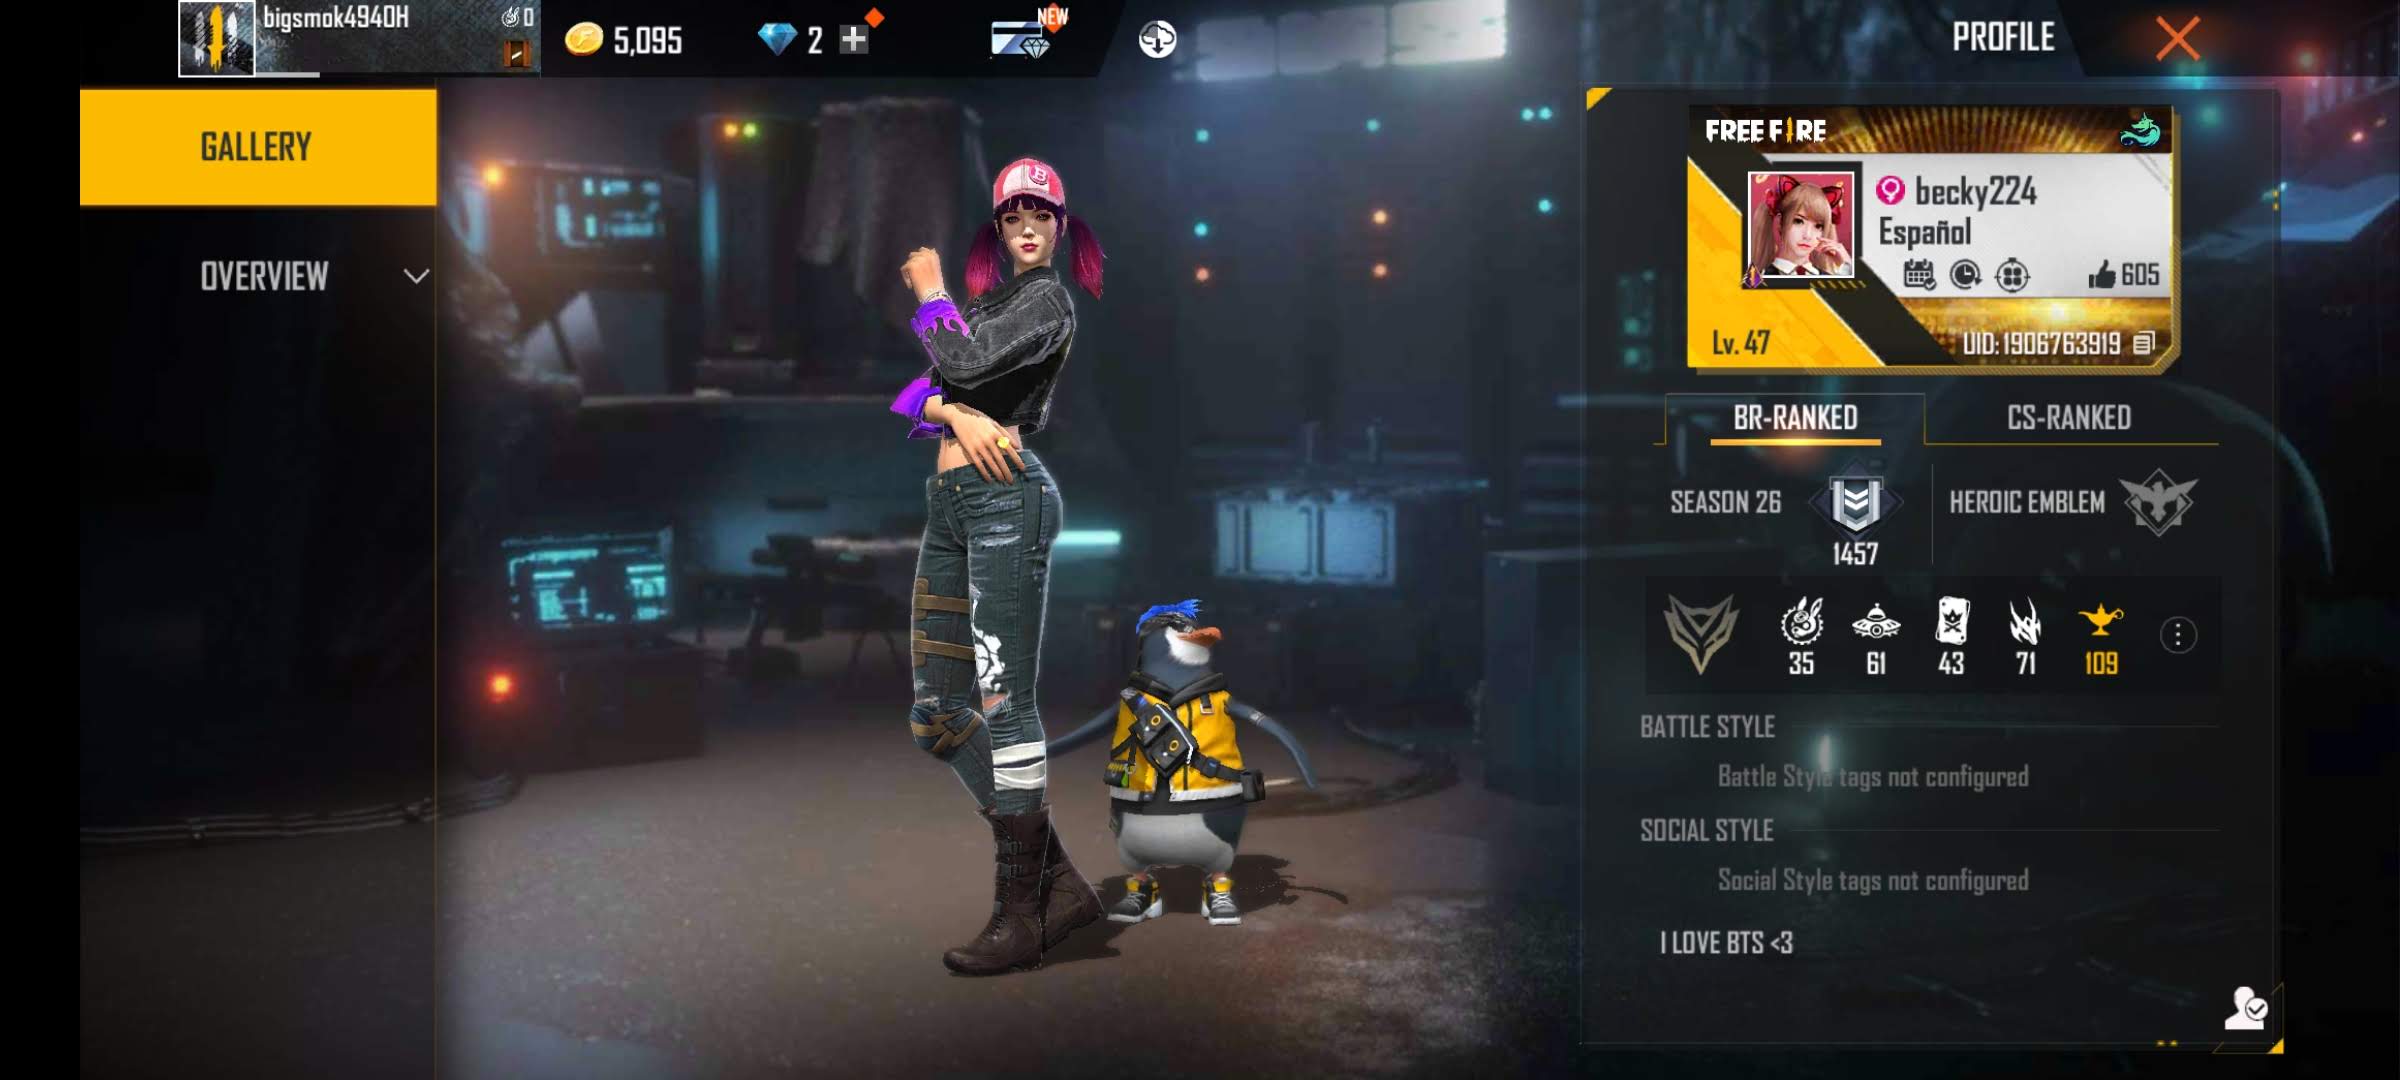 bigsmok4940H
0
5,095
2
NEW
PROFILE
GALLERY
OVERVIEW
FREE FIRE
becky224
Español
605
Lv. 47
UID: 1906763919
BR-RANKED
CS-RANKED
SEASON 26
1457
HEROIC EMBLEM
35
61
43
71
109
BATTLE STYLE
Battle Style tags not configured
SOCIAL STYLE
Social Style tags not configured
I LOVE BTS <3
B